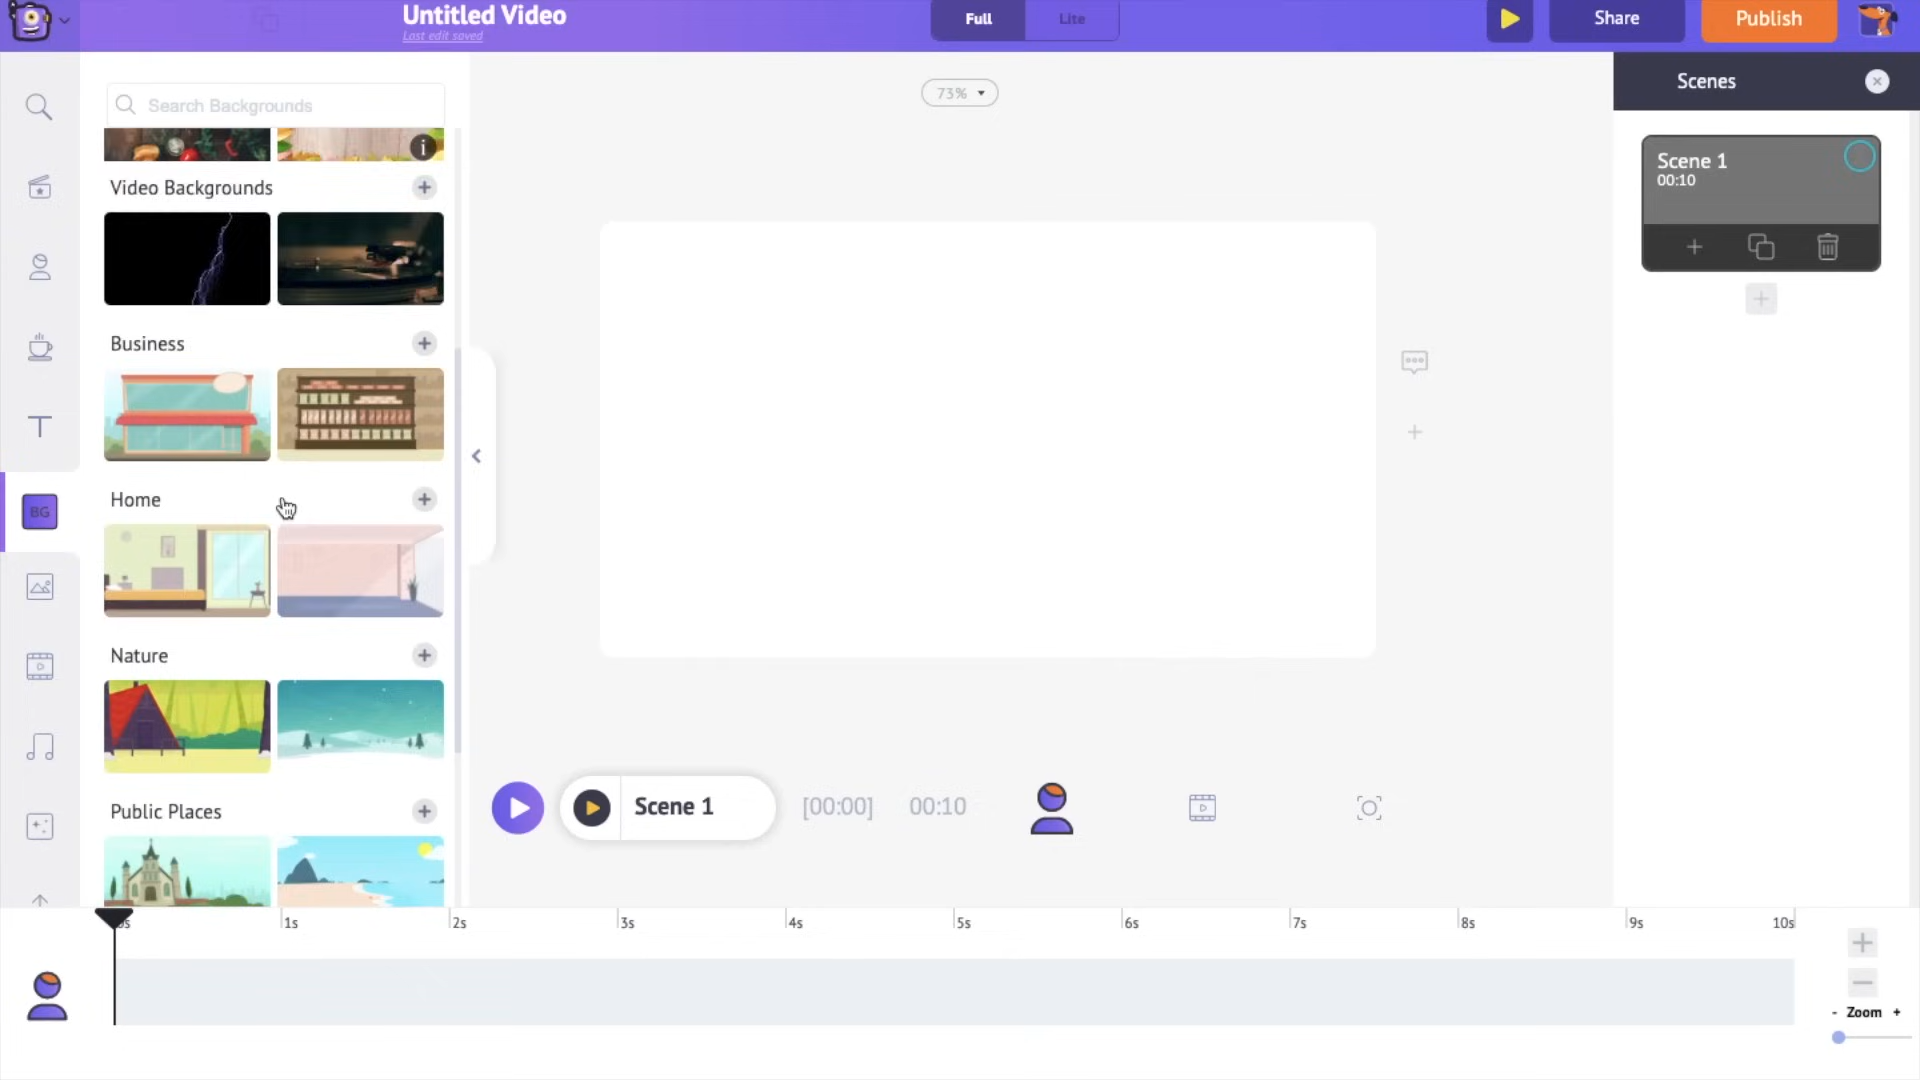 Untitled Video
Last edit saved
Full
Lite
Share
Publish
Search Backgrounds
73%
Scenes
i
Video Backgrounds
Scene 1
00:10
Business
Home
BG
Nature
Public Places
Scene 1
[00:00]
00:10
1s
2s
3s
4s
5s
6s
7s
8s
9s
10s
- Zoom +